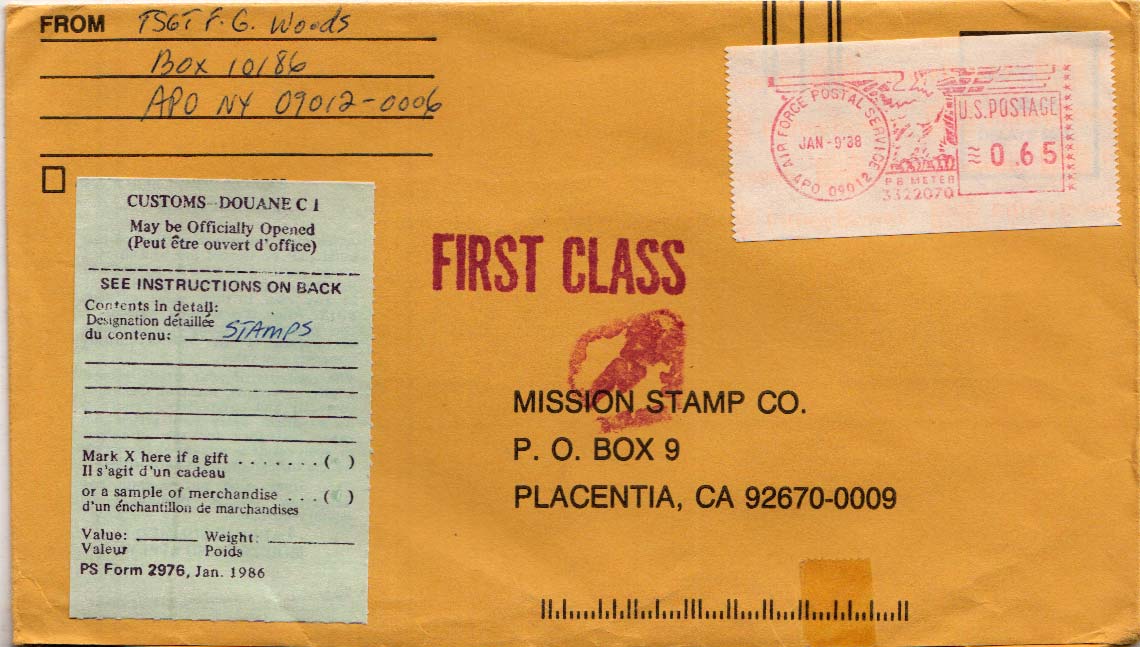 FROM TSGT F. G. Woods
Box 10186
APO NY 09012-0006
AIR FORCE POSTAL SERVICE
JAN -9'88
APO 09012
U.S. POSTAGE
0.65
PB METER
3322070
CUSTOMS-DOUANE C 1
May be Officially Opened
(Peut être ouvert d'office)
SEE INSTRUCTIONS ON BACK
Contents in detail:
Designation détaillée
du contenu: STAMPS
Mark X here if a gift . . . . . . . ( )
Il s'agit d'un cadeau
or a sample of merchandise . . . ( )
d'un énchantillon de marchandises
Value: Weight:
Valeur Poids
PS Form 2976, Jan. 1986
FIRST CLASS
MISSION STAMP CO.
P. O. BOX 9
PLACENTIA, CA 92670-0009